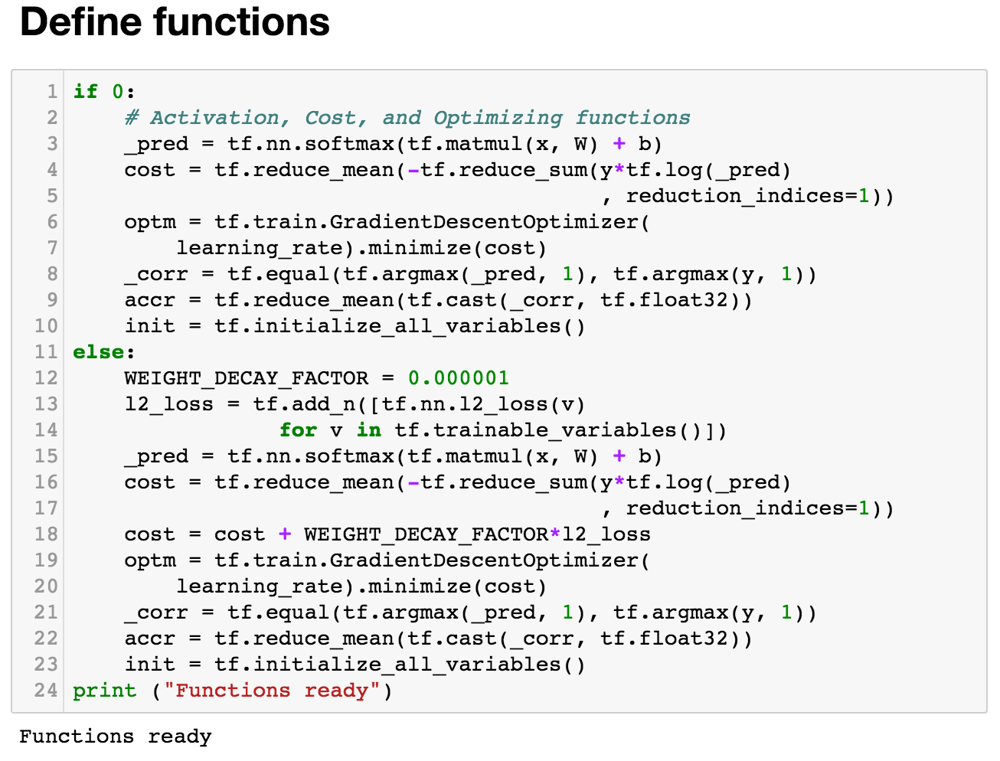 Define functions
1 if 0:
2     # Activation, Cost, and Optimizing functions
3     _pred = tf.nn.softmax(tf.matmul(x, W) + b)
4     cost = tf.reduce_mean(-tf.reduce_sum(y*tf.log(_pred)
5                                          , reduction_indices=1))
6     optm = tf.train.GradientDescentOptimizer(
7         learning_rate).minimize(cost)
8     _corr = tf.equal(tf.argmax(_pred, 1), tf.argmax(y, 1))
9     accr = tf.reduce_mean(tf.cast(_corr, tf.float32))
10     init = tf.initialize_all_variables()
11 else:
12     WEIGHT_DECAY_FACTOR = 0.000001
13     l2_loss = tf.add_n([tf.nn.l2_loss(v)
14                 for v in tf.trainable_variables()])
15     _pred = tf.nn.softmax(tf.matmul(x, W) + b)
16     cost = tf.reduce_mean(-tf.reduce_sum(y*tf.log(_pred)
17                                          , reduction_indices=1))
18     cost = cost + WEIGHT_DECAY_FACTOR*l2_loss
19     optm = tf.train.GradientDescentOptimizer(
20         learning_rate).minimize(cost)
21     _corr = tf.equal(tf.argmax(_pred, 1), tf.argmax(y, 1))
22     accr = tf.reduce_mean(tf.cast(_corr, tf.float32))
23     init = tf.initialize_all_variables()
24 print ("Functions ready")
Functions ready